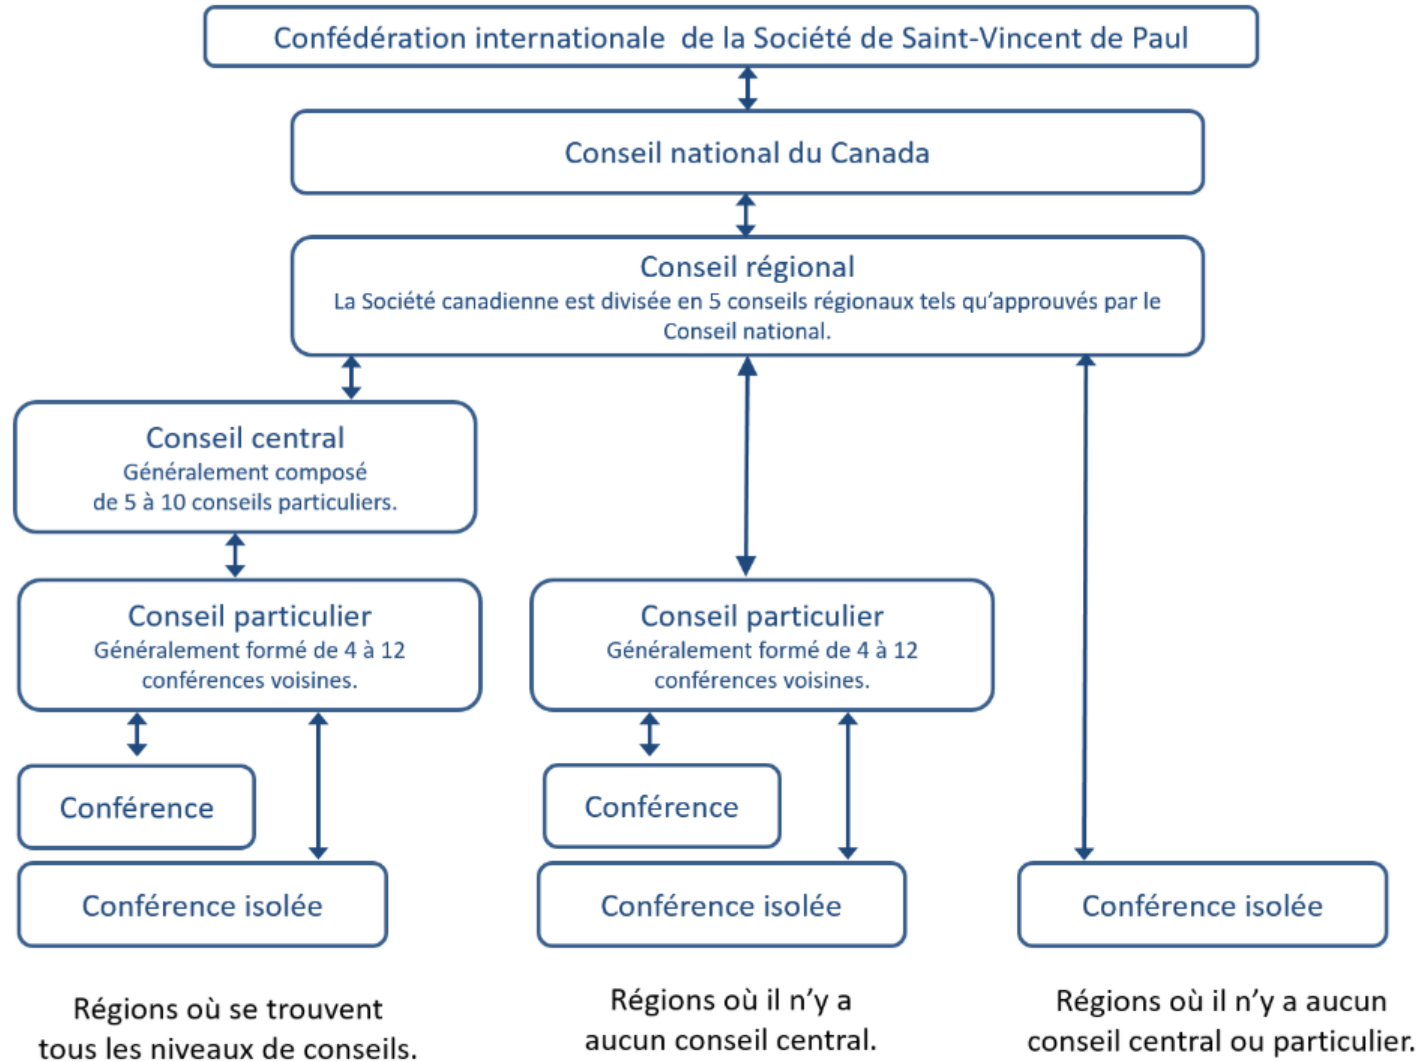 Confédération internationale de la Société de Saint-Vincent de Paul
Conseil national du Canada
Conseil régional
La Société canadienne est divisée en 5 conseils régionaux tels qu'approuvés par le
Conseil national.
Conseil central
Généralement composé
de 5 à 10 conseils particuliers.
Conseil particulier
Généralement formé de 4 à 12
conférences voisines.
Conseil particulier
Généralement formé de 4 à 12
conférences voisines.
Conférence
Conférence
Conférence isolée
Conférence isolée
Conférence isolée
Régions où se trouvent
tous les niveaux de conseils.
Régions où il n'y a
aucun conseil central.
Régions où il n'y a aucun
conseil central ou particulier.